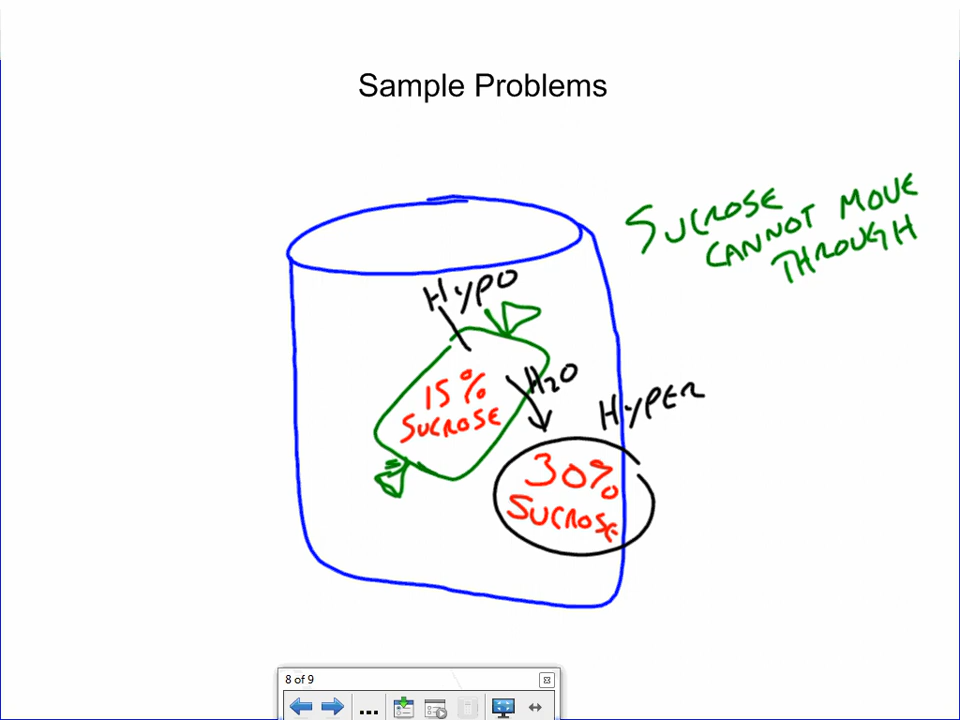 Sample Problems
SUCROSE
CANNOT MOVE
THROUGH
HYPO
H2O
15%
SUCROSE
HYPER
30%
SUCROSE
8 of 9